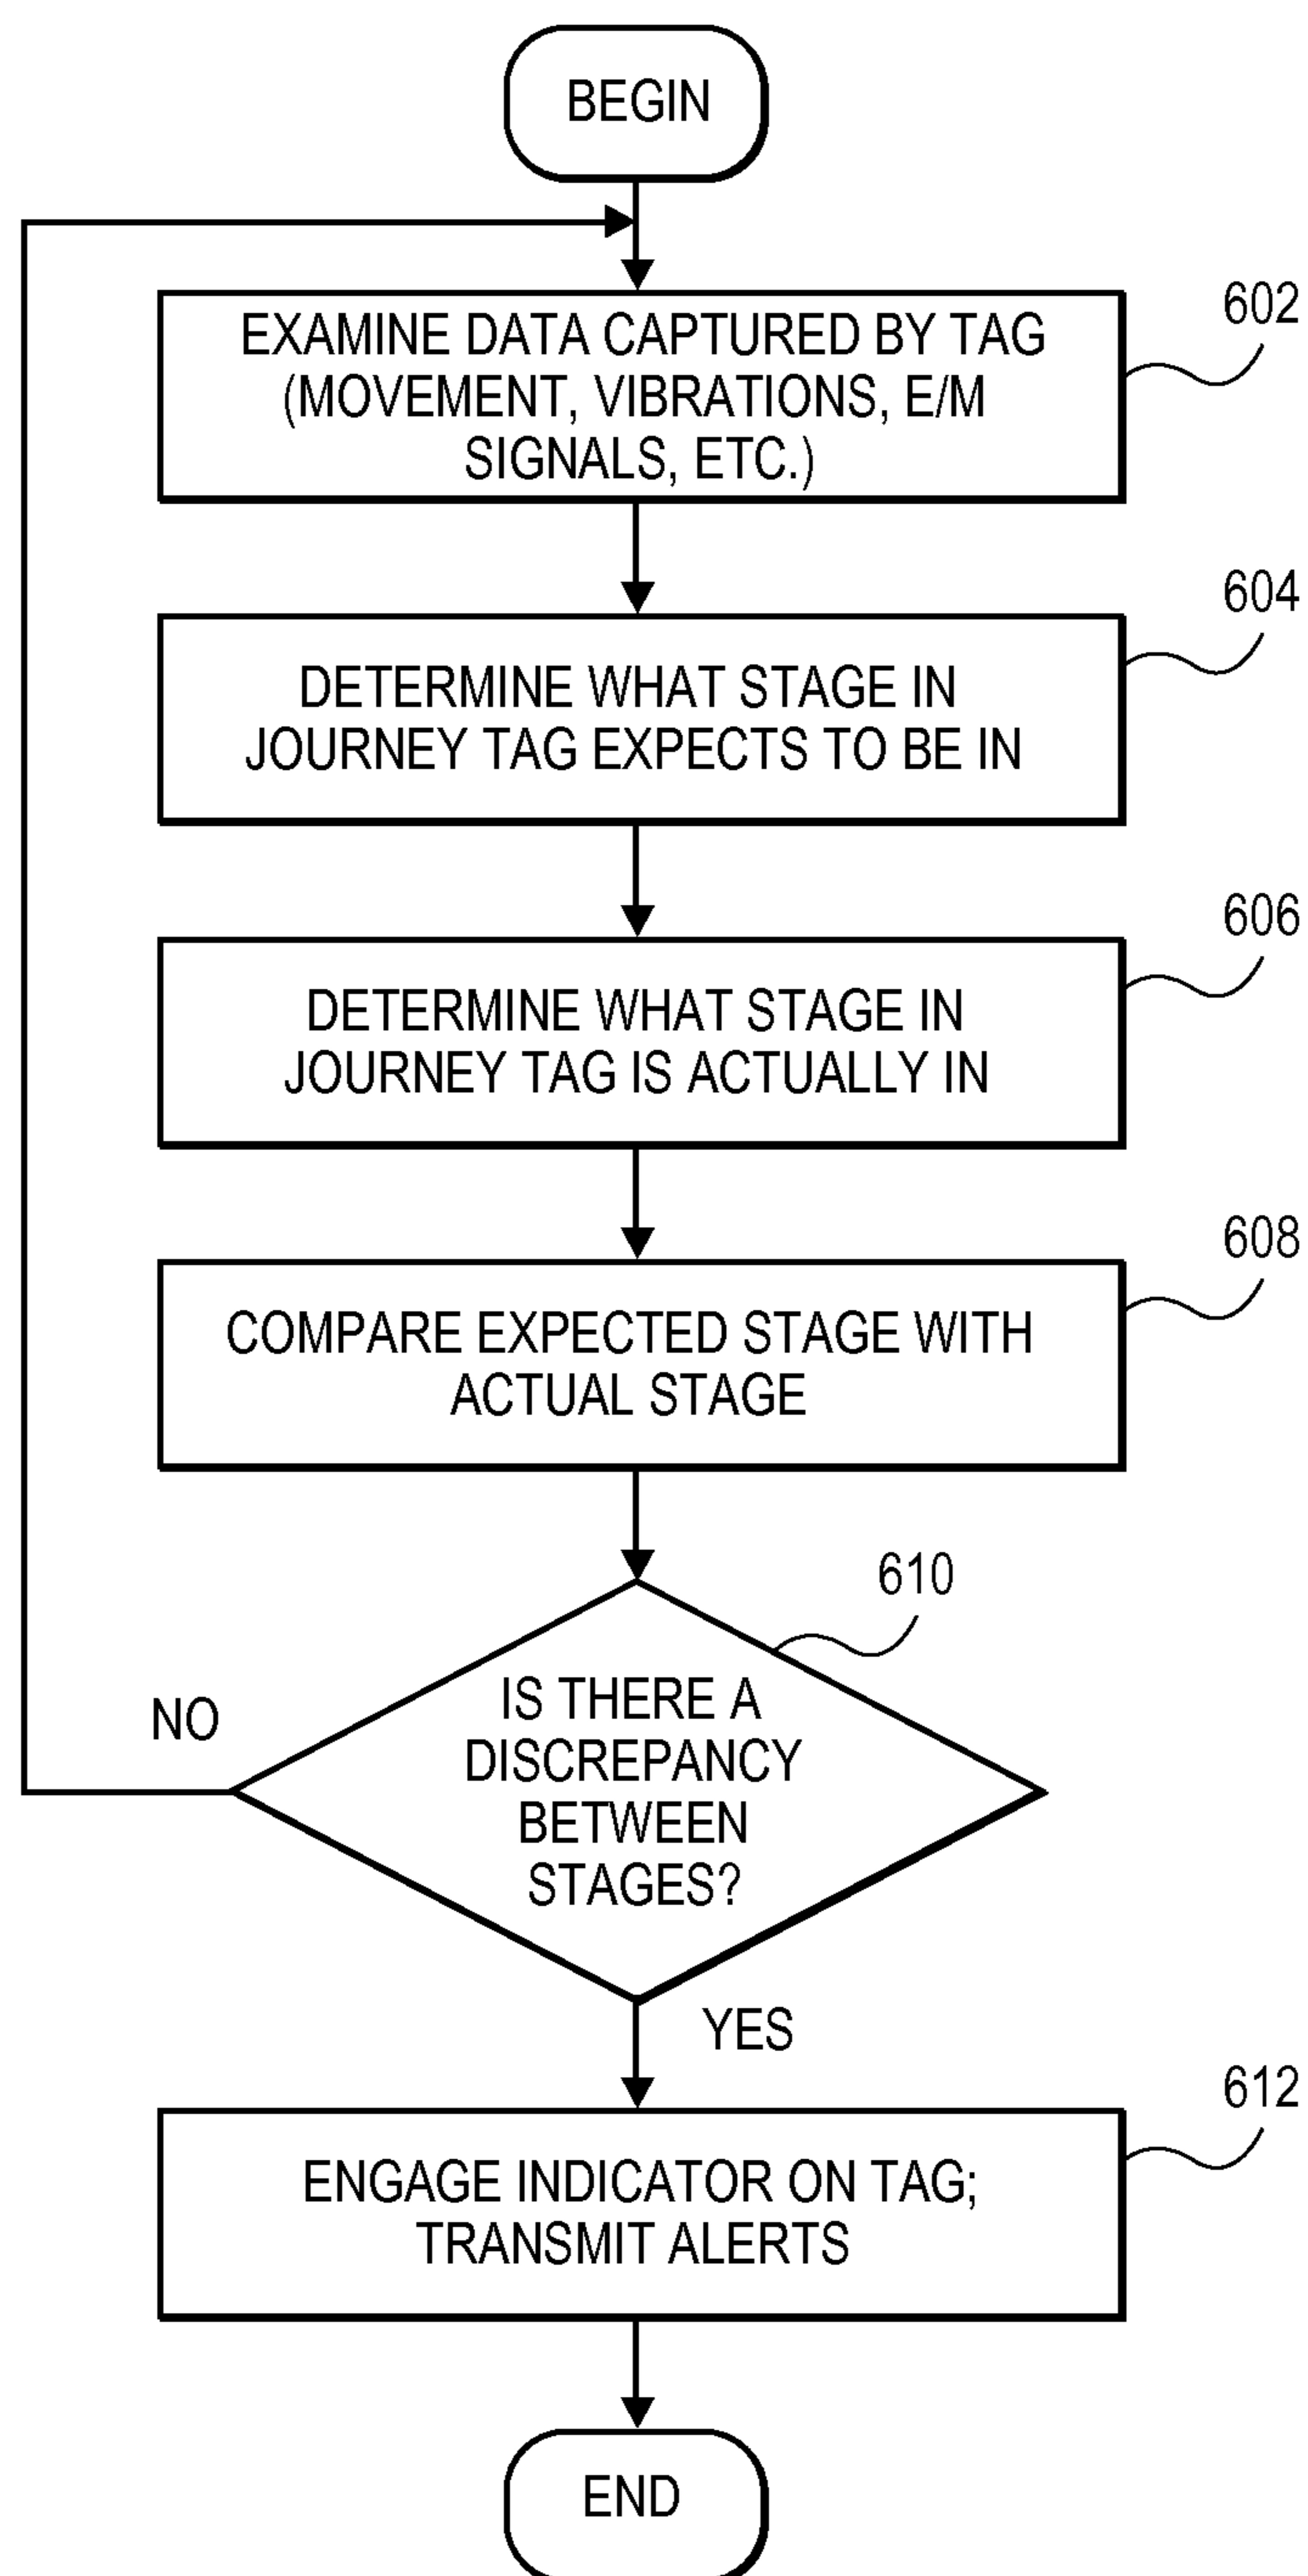 BEGIN
EXAMINE DATA CAPTURED BY TAG
(MOVEMENT, VIBRATIONS, E/M
SIGNALS, ETC.)
602
DETERMINE WHAT STAGE IN
JOURNEY TAG EXPECTS TO BE IN
604
DETERMINE WHAT STAGE IN
JOURNEY TAG IS ACTUALLY IN
606
COMPARE EXPECTED STAGE WITH
ACTUAL STAGE
608
IS THERE A
DISCREPANCY
BETWEEN
STAGES?
610
NO
YES
ENGAGE INDICATOR ON TAG;
TRANSMIT ALERTS
612
END